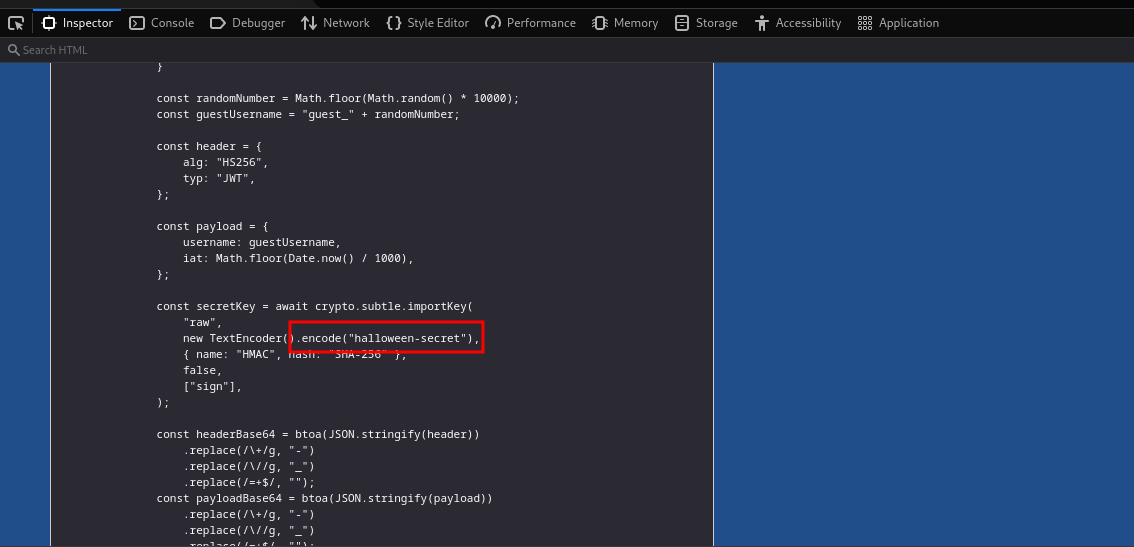 Inspector Console Debugger Network Style Editor Performance Memory Storage Accessibility Application
Search HTML
}
const randomNumber = Math.floor(Math.random() * 10000);
const guestUsername = "guest_" + randomNumber;
const header = {
alg: "HS256",
typ: "JWT",
};
const payload = {
username: guestUsername,
iat: Math.floor(Date.now() / 1000),
};
const secretKey = await crypto.subtle.importKey(
"raw",
new TextEncoder().encode("halloween-secret"),
{ name: "HMAC", hash: "SHA-256" },
false,
["sign"],
);
const headerBase64 = btoa(JSON.stringify(header))
.replace(/\+/g, "-")
.replace(/\//g, "_")
.replace(/=+$/, "");
const payloadBase64 = btoa(JSON.stringify(payload))
.replace(/\+/g, "-")
.replace(/\//g, "_")
.replace(/=+$/, "");